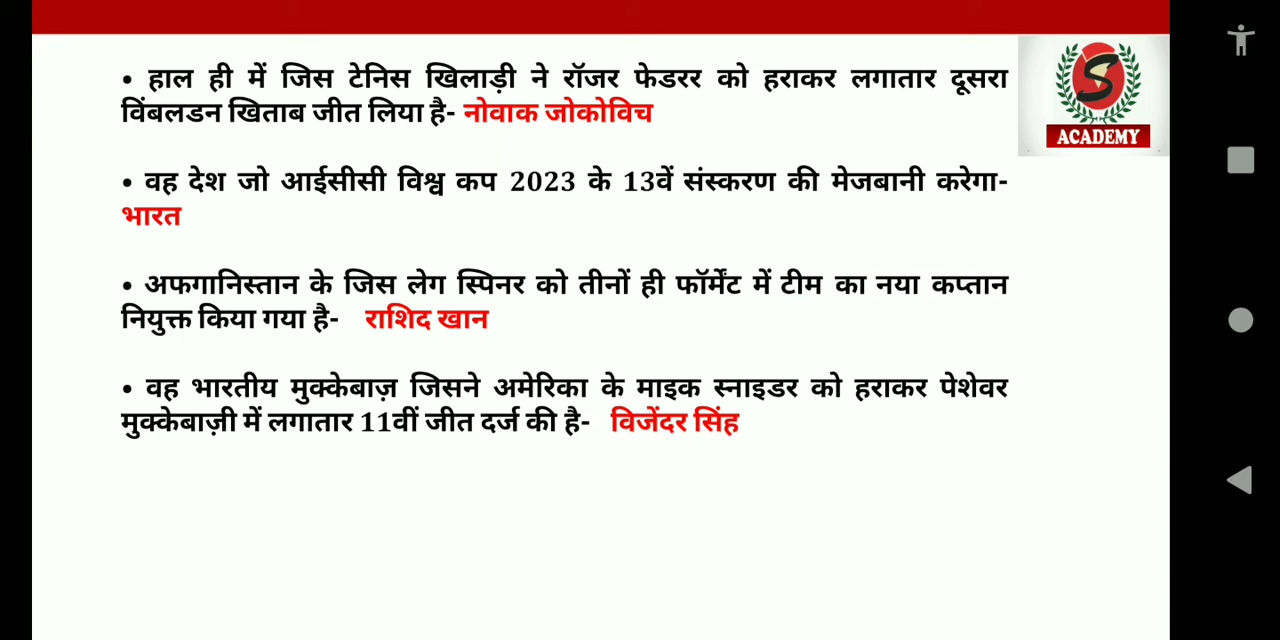 • हाल ही में जिस टेनिस खिलाड़ी ने रॉजर फेडरर को हराकर लगातार दूसरा
विंबलडन खिताब जीत लिया है- नोवाक जोकोविच
• वह देश जो आईसीसी विश्व कप 2023 के 13वें संस्करण की मेजबानी करेगा-
भारत
• अफगानिस्तान के जिस लेग स्पिनर को तीनों ही फॉर्मेंट में टीम का नया कप्तान
नियुक्त किया गया है- राशिद खान
• वह भारतीय मुक्केबाज़ जिसने अमेरिका के माइक स्नाइडर को हराकर पेशेवर
मुक्केबाज़ी में लगातार 11वीं जीत दर्ज की है- विजेंदर सिंह
S
ACADEMY